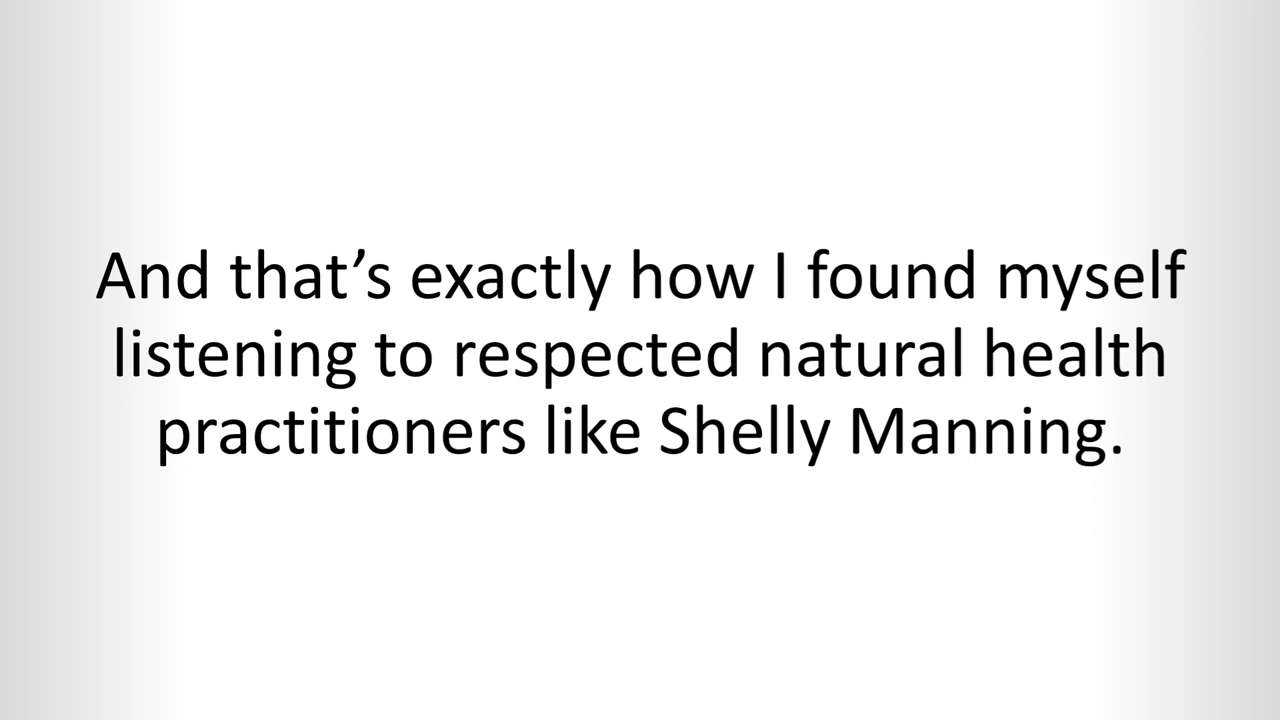 And that’s exactly how I found myself
listening to respected natural health
practitioners like Shelly Manning.